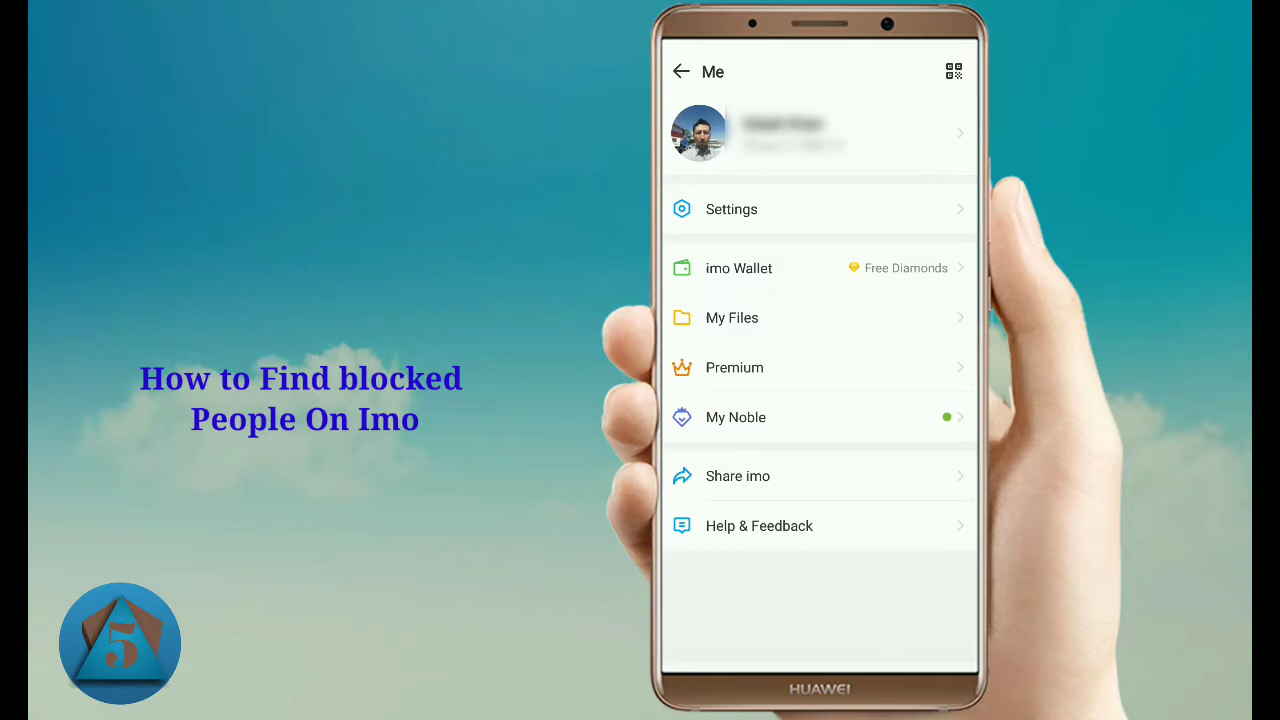 Me
Settings
imo Wallet
Free Diamonds
My Files
Premium
My Noble
Share imo
Help & Feedback
HUAWEI
How to Find blocked
People On Imo
5